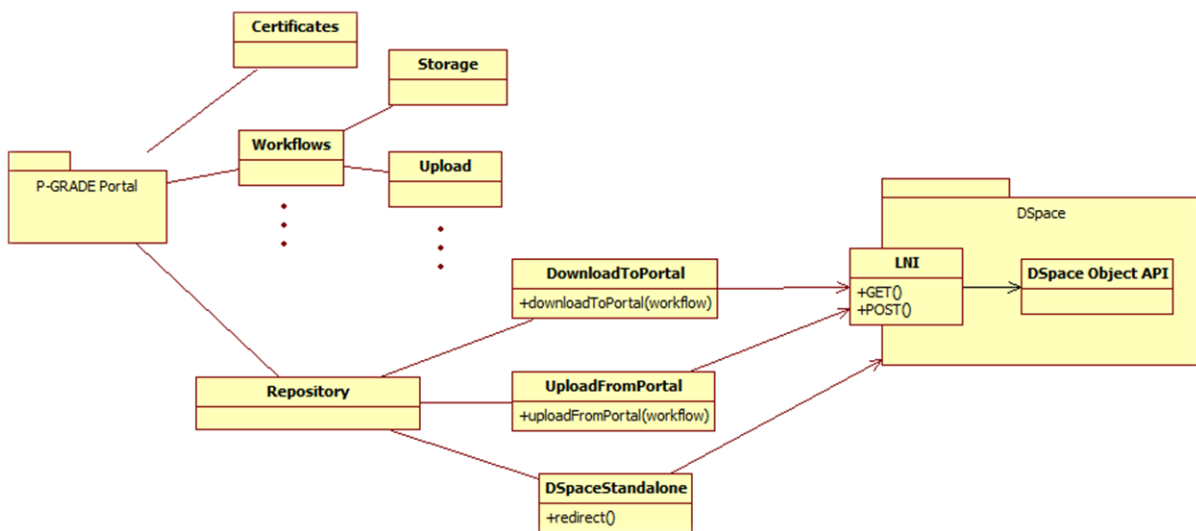 Certificates
Storage
Workflows
Upload
P-GRADE Portal
DSpace
LNI
+GET()
+POST()
DSpace Object API
DownloadToPortal
+downloadToPortal(workflow)
Repository
UploadFromPortal
+uploadFromPortal(workflow)
DSpaceStandalone
+redirect()